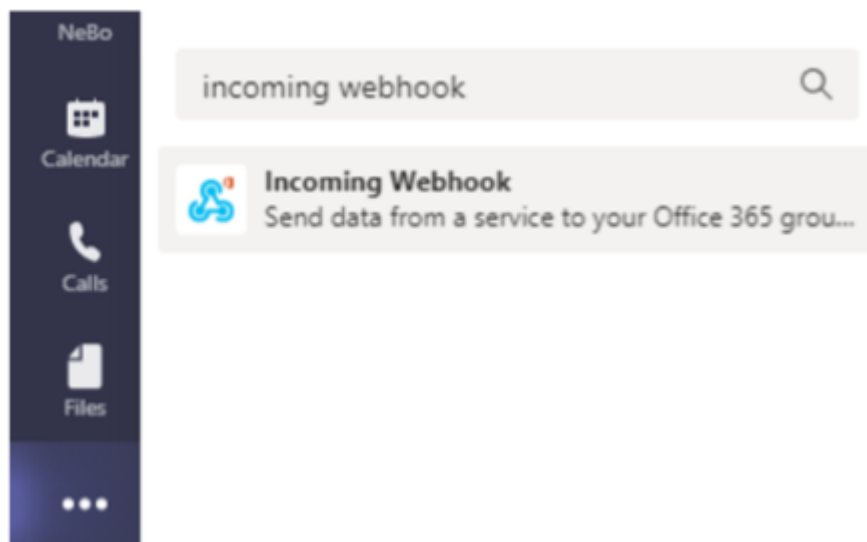 NeBo
Calendar
Calls
Files
incoming webhook
Incoming Webhook
Send data from a service to your Office 365 grou...